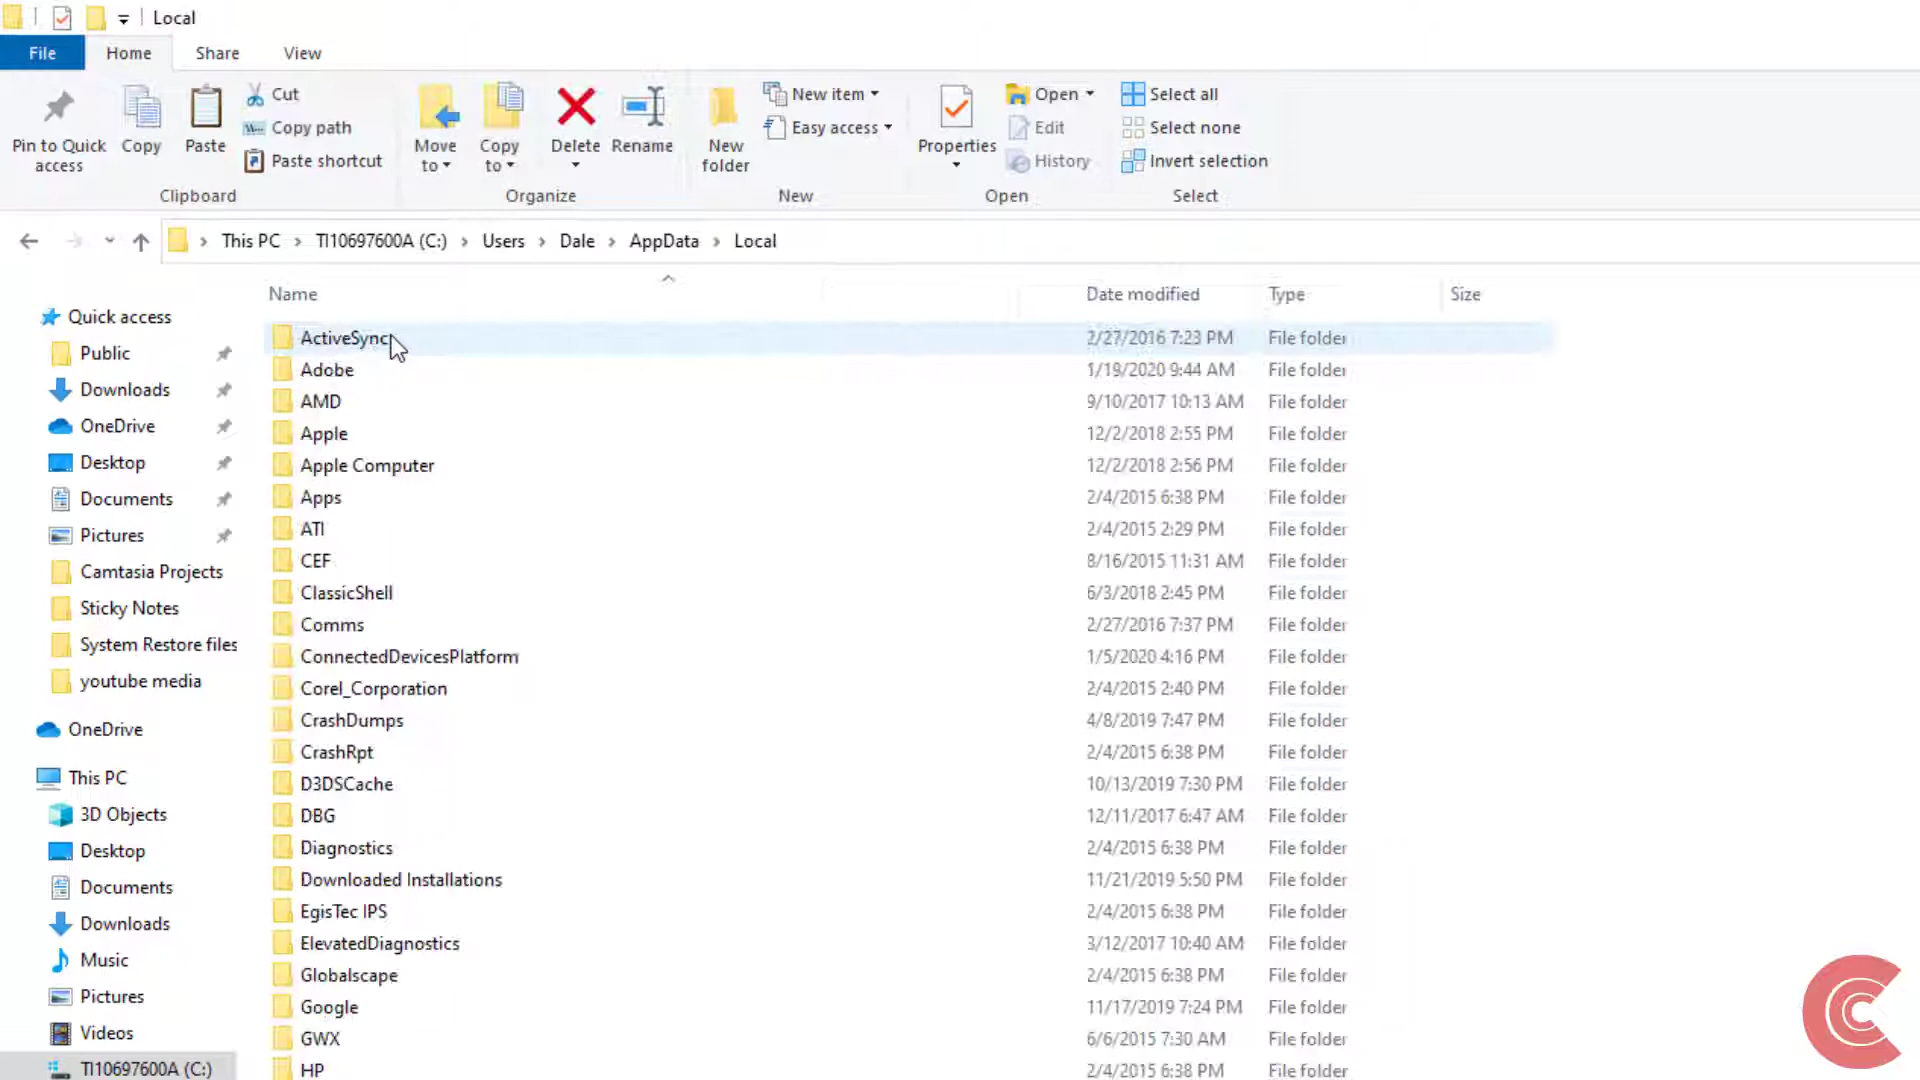 Local
File Home Share View
Pin to Quick access
Copy
Paste
Cut
Copy path
Paste shortcut
Clipboard
Move to
Copy to
Delete
Rename
Organize
New folder
New item
Easy access
New
Properties
Open
Edit
History
Open
Select all
Select none
Invert selection
Select
This PC › TI10697600A (C:) › Users › Dale › AppData › Local
Name Date modified Type Size
Quick access
Public
Downloads
OneDrive
Desktop
Documents
Pictures
Camtasia Projects
Sticky Notes
System Restore files
youtube media
OneDrive
This PC
3D Objects
Desktop
Documents
Downloads
Music
Pictures
Videos
TI10697600A (C:)
ActiveSync 2/27/2016 7:23 PM File folder
Adobe 1/19/2020 9:44 AM File folder
AMD 9/10/2017 10:13 AM File folder
Apple 12/2/2018 2:55 PM File folder
Apple Computer 12/2/2018 2:56 PM File folder
Apps 2/4/2015 6:38 PM File folder
ATI 2/4/2015 2:29 PM File folder
CEF 8/16/2015 11:31 AM File folder
ClassicShell 6/3/2018 2:45 PM File folder
Comms 2/27/2016 7:37 PM File folder
ConnectedDevicesPlatform 1/5/2020 4:16 PM File folder
Corel_Corporation 2/4/2015 2:40 PM File folder
CrashDumps 4/8/2019 7:47 PM File folder
CrashRpt 2/4/2015 6:38 PM File folder
D3DSCache 10/13/2019 7:30 PM File folder
DBG 12/11/2017 6:47 AM File folder
Diagnostics 2/4/2015 6:38 PM File folder
Downloaded Installations 11/21/2019 5:50 PM File folder
EgisTec IPS 2/4/2015 6:38 PM File folder
ElevatedDiagnostics 3/12/2017 10:40 AM File folder
Globalscape 2/4/2015 6:38 PM File folder
Google 11/17/2019 7:24 PM File folder
GWX 6/6/2015 7:30 AM File folder
HP 2/4/2015 6:38 PM File folder